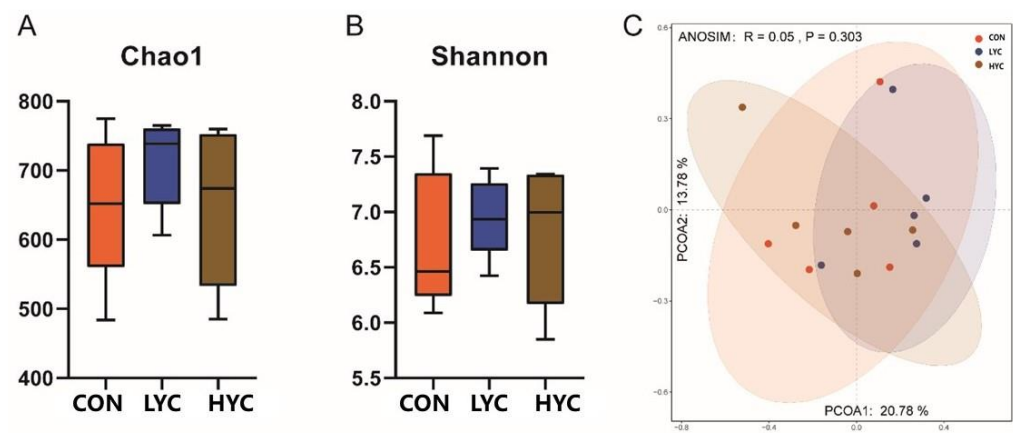 A
Chao1
800
700
600
500
400
CON LYC HYC
B
Shannon
8.0
7.5
7.0
6.5
6.0
5.5
CON LYC HYC
C
ANOSIM: R = 0.05 , P = 0.303
CON
LYC
HYC
PCOA2: 13.78 %
0.6
0.3
0.0
−0.3
−0.6
PCOA1: 20.78 %
−0.8 −0.4 0.0 0.4